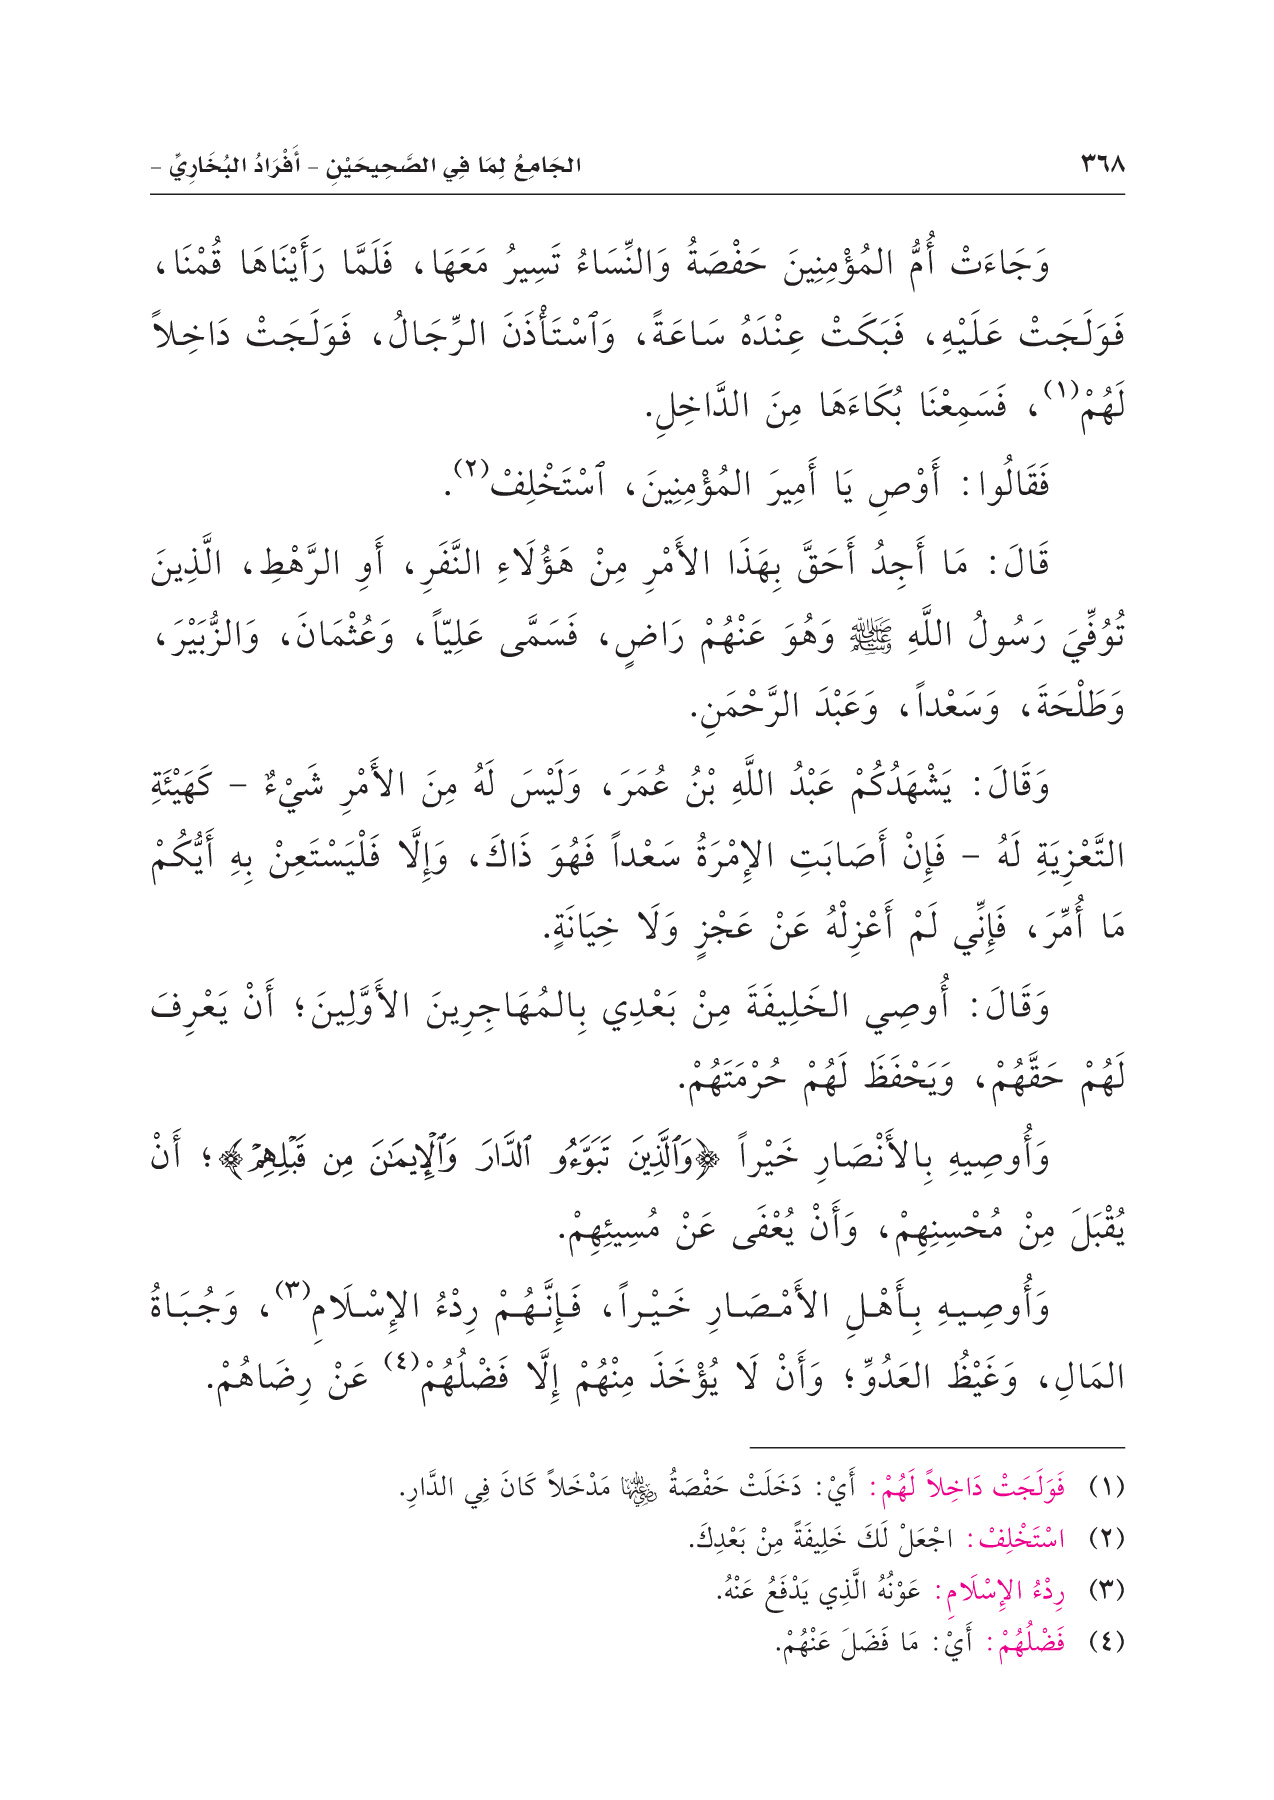 ٣٦٨ الجَامِعُ لِمَا فِي الصَّحِيحَيْنِ – أَفْرَادُ البُخَارِيِّ –
وَجَاءَتْ أُمُّ المُؤْمِنِينَ حَفْصَةُ وَالنِّسَاءُ تَسِيرُ مَعَهَا، فَلَمَّا رَأَيْنَاهَا قُمْنَا،
فَوَلَجَتْ عَلَيْهِ، فَبَكَتْ عِنْدَهُ سَاعَةً، وَٱسْتَأْذَنَ الرِّجَالُ، فَوَلَجَتْ دَاخِلاً
لَهُمْ(١)، فَسَمِعْنَا بُكَاءَهَا مِنَ الدَّاخِلِ.
فَقَالُوا: أَوْصِ يَا أَمِيرَ المُؤْمِنِينَ، ٱسْتَخْلِفْ(٢).
قَالَ: مَا أَجِدُ أَحَقَّ بِهَذَا الأَمْرِ مِنْ هَؤُلَاءِ النَّفَرِ، أَوِ الرَّهْطِ، الَّذِينَ
تُوُفِّيَ رَسُولُ اللَّهِ ﷺ وَهُوَ عَنْهُمْ رَاضٍ، فَسَمَّى عَلِيّاً، وَعُثْمَانَ، وَالزُّبَيْرَ،
وَطَلْحَةَ، وَسَعْداً، وَعَبْدَ الرَّحْمَنِ.
وَقَالَ: يَشْهَدُكُمْ عَبْدُ اللَّهِ بْنُ عُمَرَ، وَلَيْسَ لَهُ مِنَ الأَمْرِ شَيْءٌ – كَهَيْئَةِ
التَّعْزِيَةِ لَهُ – فَإِنْ أَصَابَتِ الإِمْرَةُ سَعْداً فَهُوَ ذَاكَ، وَإِلَّا فَلْيَسْتَعِنْ بِهِ أَيُّكُمْ
مَا أُمِّرَ، فَإِنِّي لَمْ أَعْزِلْهُ عَنْ عَجْزٍ وَلَا خِيَانَةٍ.
وَقَالَ: أُوصِي الخَلِيفَةَ مِنْ بَعْدِي بِالمُهَاجِرِينَ الأَوَّلِينَ؛ أَنْ يَعْرِفَ
لَهُمْ حَقَّهُمْ، وَيَحْفَظَ لَهُمْ حُرْمَتَهُمْ.
وَأُوصِيهِ بِالأَنْصَارِ خَيْراً ﴿وَٱلَّذِينَ تَبَوَّءُو ٱلدَّارَ وَٱلْإِيمَٰنَ مِن قَبْلِهِمْ﴾؛ أَنْ
يُقْبَلَ مِنْ مُحْسِنِهِمْ، وَأَنْ يُعْفَى عَنْ مُسِيئِهِمْ.
وَأُوصِيهِ بِأَهْلِ الأَمْصَارِ خَيْراً، فَإِنَّهُمْ رِدْءُ الإِسْلَامِ(٣)، وَجُبَاةُ
المَالِ، وَغَيْظُ العَدُوِّ؛ وَأَنْ لَا يُؤْخَذَ مِنْهُمْ إِلَّا فَضْلُهُمْ(٤) عَنْ رِضَاهُمْ.
(١) فَوَلَجَتْ دَاخِلاً لَهُمْ: أَيْ: دَخَلَتْ حَفْصَةُ رضي الله عنها مَدْخَلاً كَانَ فِي الدَّارِ.
(٢) اسْتَخْلِفْ: اجْعَلْ لَكَ خَلِيفَةً مِنْ بَعْدِكَ.
(٣) رِدْءُ الإِسْلَامِ: عَوْنُهُ الَّذِي يَدْفَعُ عَنْهُ.
(٤) فَضْلُهُمْ: أَيْ: مَا فَضَلَ عَنْهُمْ.